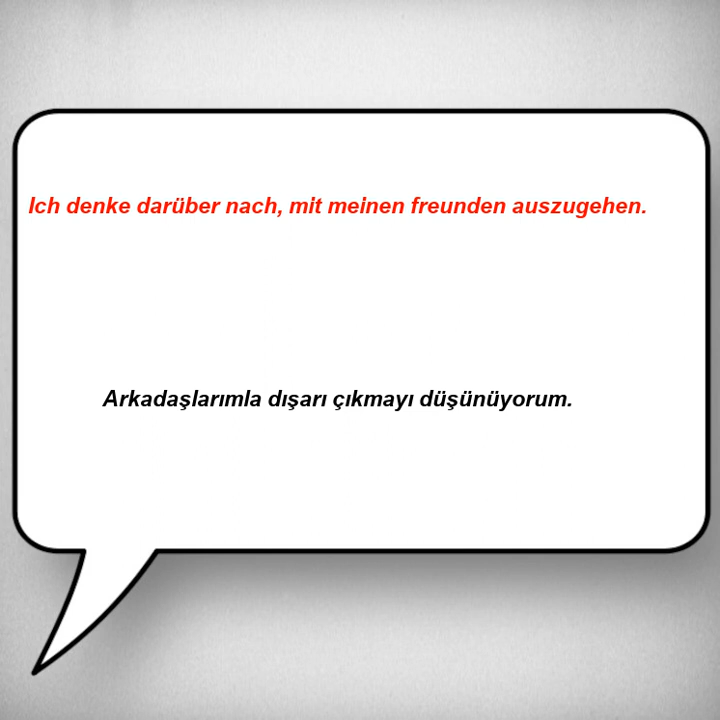 Ich denke darüber nach, mit meinen freunden auszugehen.
Arkadaşlarımla dışarı çıkmayı düşünüyorum.